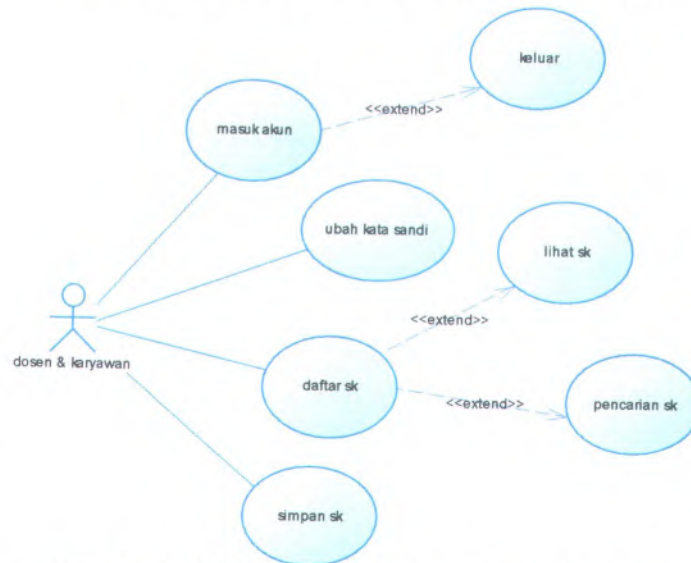 keluar
<<extend>>
masuk akun
ubah kata sandi
lihat sk
<<extend>>
dosen & karyawan
daftar sk
<<extend>>
pencarian sk
simpan sk